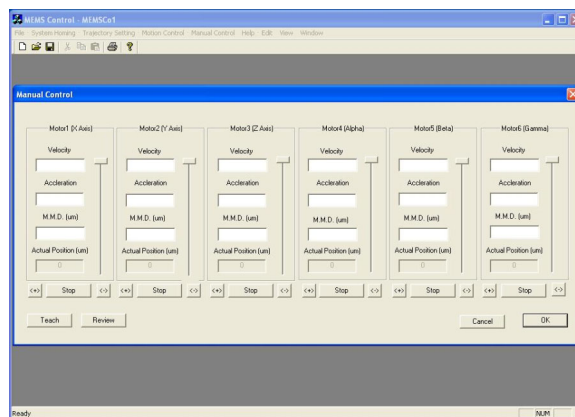 MEMS Control - MEMSCo1
File System Homing Trajectory Setting Motion Control Manual Control Help Edit View Window
Manual Control
Motor1 (X Axis) Motor2 (Y Axis) Motor3 (Z Axis) Motor4 (Alpha) Motor5 (Beta) Motor6 (Gamma)
Velocity Velocity Velocity Velocity Velocity Velocity
Accleration Accleration Accleration Accleration Accleration Accleration
M.M.D. (um) M.M.D. (um) M.M.D. (um) M.M.D. (um) M.M.D. (um) M.M.D. (um)
Actual Position (um) Actual Position (um) Actual Position (um) Actual Position (um) Actual Position (um) Actual Position (um)
0 0 0 0 0 0
<+> Stop <-> <+> Stop <-> <+> Stop <-> <+> Stop <-> <+> Stop <-> <+> Stop <->
Teach Review Cancel OK
Ready NUM